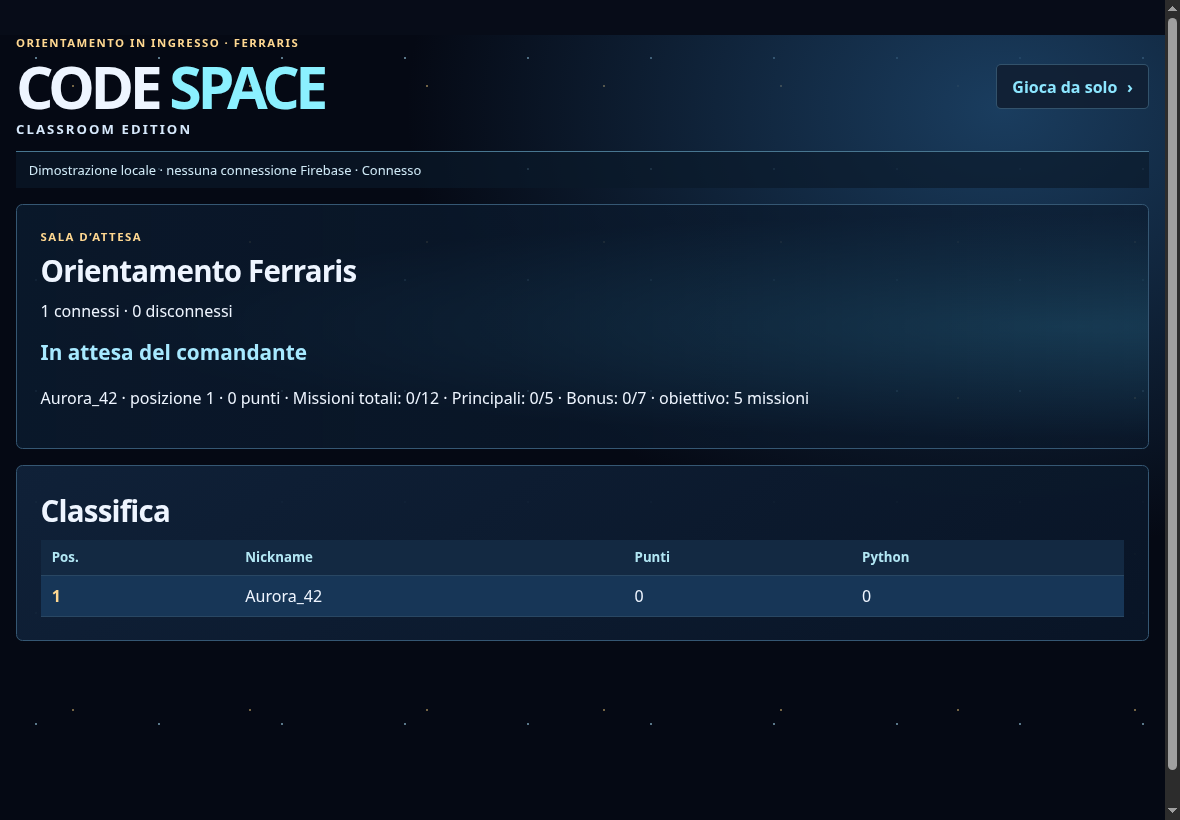 ORIENTAMENTO IN INGRESSO · FERRARIS
CODE SPACE
CLASSROOM EDITION
Gioca da solo ›
Dimostrazione locale · nessuna connessione Firebase · Connesso
SALA D’ATTESA
Orientamento Ferraris
1 connessi · 0 disconnessi
In attesa del comandante
Aurora_42 · posizione 1 · 0 punti · Missioni totali: 0/12 · Principali: 0/5 · Bonus: 0/7 · obiettivo: 5 missioni
Classifica
Pos. Nickname Punti Python
1 Aurora_42 0 0